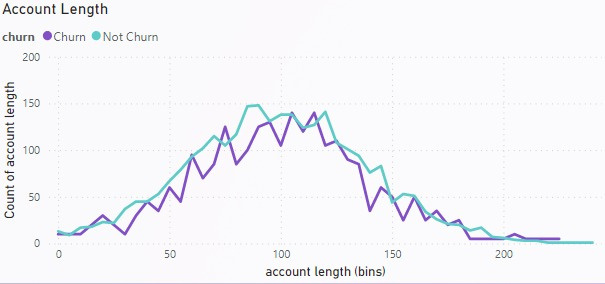 Account Length
churn Churn Not Churn
200
150
100
50
0
Count of account length
0 50 100 150 200
account length (bins)